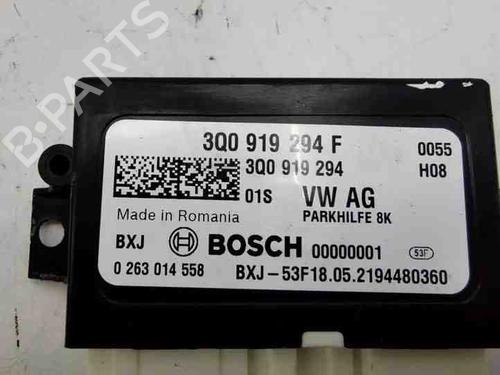 3Q0 919 294 F 0055
3Q0 919 294 H08
01S VW AG
PARKHILFE 8K
Made in Romania
BXJ BOSCH 00000001 53F
0 263 014 558 BXJ-53F18.05.2194480360
B-PARTS